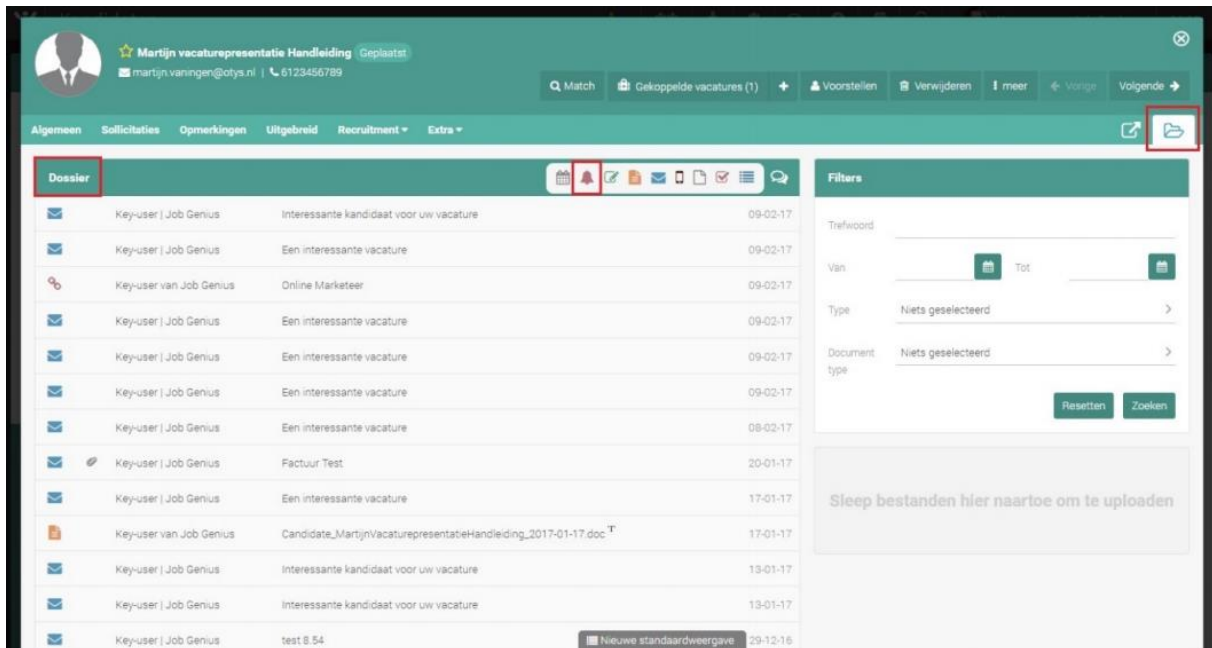 Martijn vacaturepresentatie Handleiding Geplaatst
martijn.vaningen@otys.nl | 6123456789
Match Gekoppelde vacatures (1) + Voorstellen Verwijderen meer Vorige Volgende
Algemeen Sollicitaties Opmerkingen Uitgebreid Recruitment Extra
Dossier
Key-user | Job Genius Interessante kandidaat voor uw vacature 09-02-17
Key-user | Job Genius Een interessante vacature 09-02-17
Key-user van Job Genius Online Marketeer 09-02-17
Key-user | Job Genius Een interessante vacature 09-02-17
Key-user | Job Genius Een interessante vacature 09-02-17
Key-user | Job Genius Een interessante vacature 09-02-17
Key-user | Job Genius Een interessante vacature 08-02-17
Key-user | Job Genius Factuur Test 20-01-17
Key-user | Job Genius Een interessante vacature 17-01-17
Key-user van Job Genius Candidate_MartijnVacaturepresentatieHandleiding_2017-01-17.doc T 17-01-17
Key-user | Job Genius Interessante kandidaat voor uw vacature 13-01-17
Key-user | Job Genius Interessante kandidaat voor uw vacature 13-01-17
Key-user | Job Genius test 8.54 29-12-16
Nieuwe standaardweergave
Filters
Trefwoord
Van Tot
Type Niets geselecteerd
Document Niets geselecteerd
type
Resetten Zoeken
Sleep bestanden hier naartoe om te uploaden